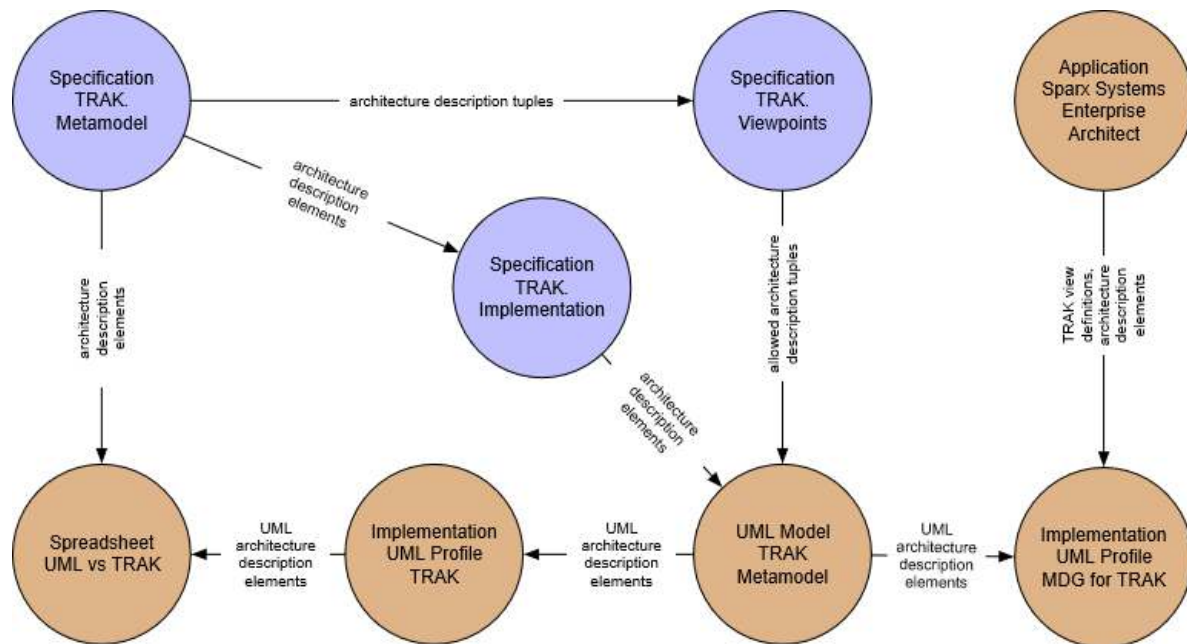 Specification
TRAK.
Metamodel
architecture description tuples
Specification
TRAK.
Viewpoints
Application
Sparx Systems
Enterprise
Architect
architecture
description
elements
Specification
TRAK.
Implementation
architecture
description
elements
allowed architecture
description tuples
TRAK view
definitions,
architecture
description
elements
architecture
description
elements
Spreadsheet
UML vs TRAK
UML
architecture
description
elements
Implementation
UML Profile
TRAK
UML
architecture
description
elements
UML Model
TRAK
Metamodel
UML
architecture
description
elements
Implementation
UML Profile
MDG for TRAK